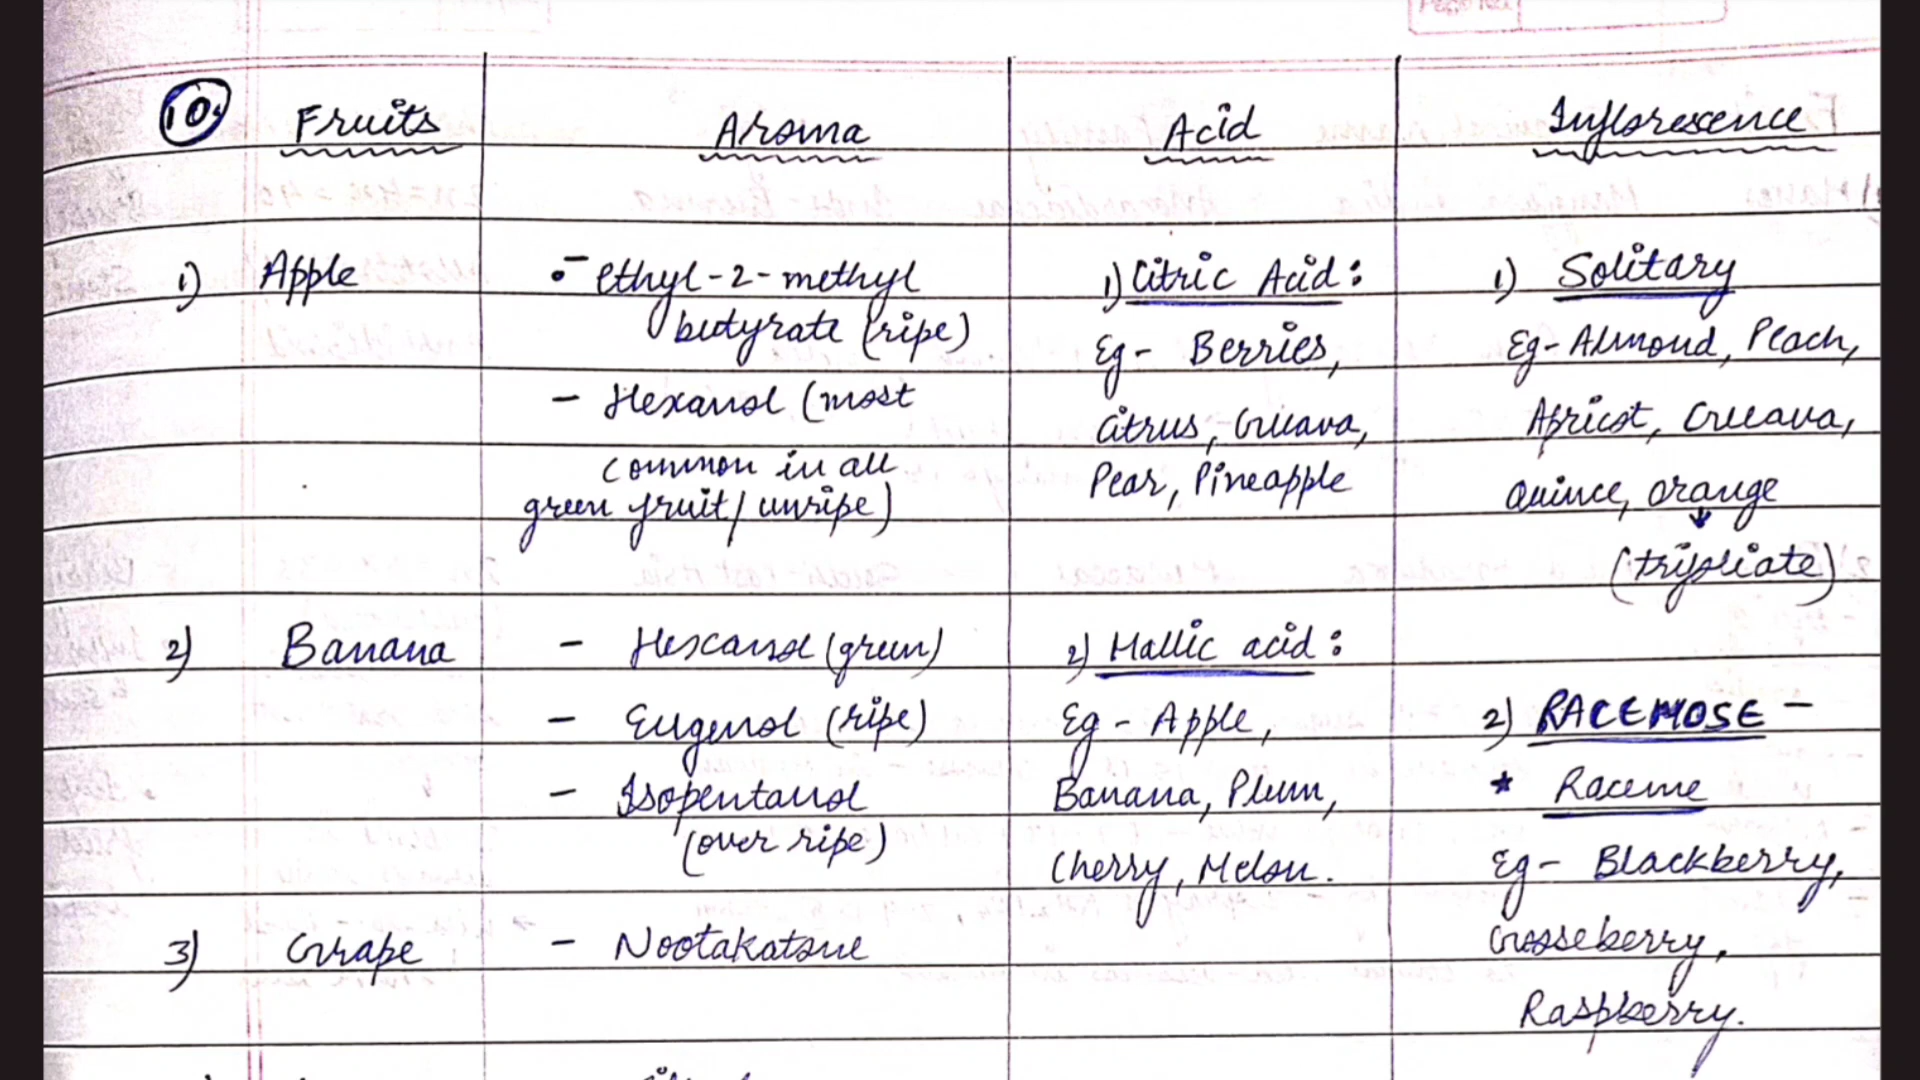 Page No.
10. Fruits Aroma Acid Inflorescence
1) Apple - ethyl-2-methyl 1) Citric Acid: 1) Solitary
butyrate (ripe) Eg- Berries, Eg- Almond, Peach,
- Hexanol (most Citrus, Guava, Apricot, Guava,
common in all Pear, Pineapple Quince, orange
green fruit/unripe) (trifoliate)
2) Banana - Hexanol (green) 2) Mallic acid:
- Eugenol (ripe) Eg - Apple, 2) RACEMOSE -
- Isopentanol Banana, Plum, * Raceme
(over ripe) Cherry, Melon. Eg- Blackberry,
3) Grape - Nootakatone Gooseberry,
Raspberry.